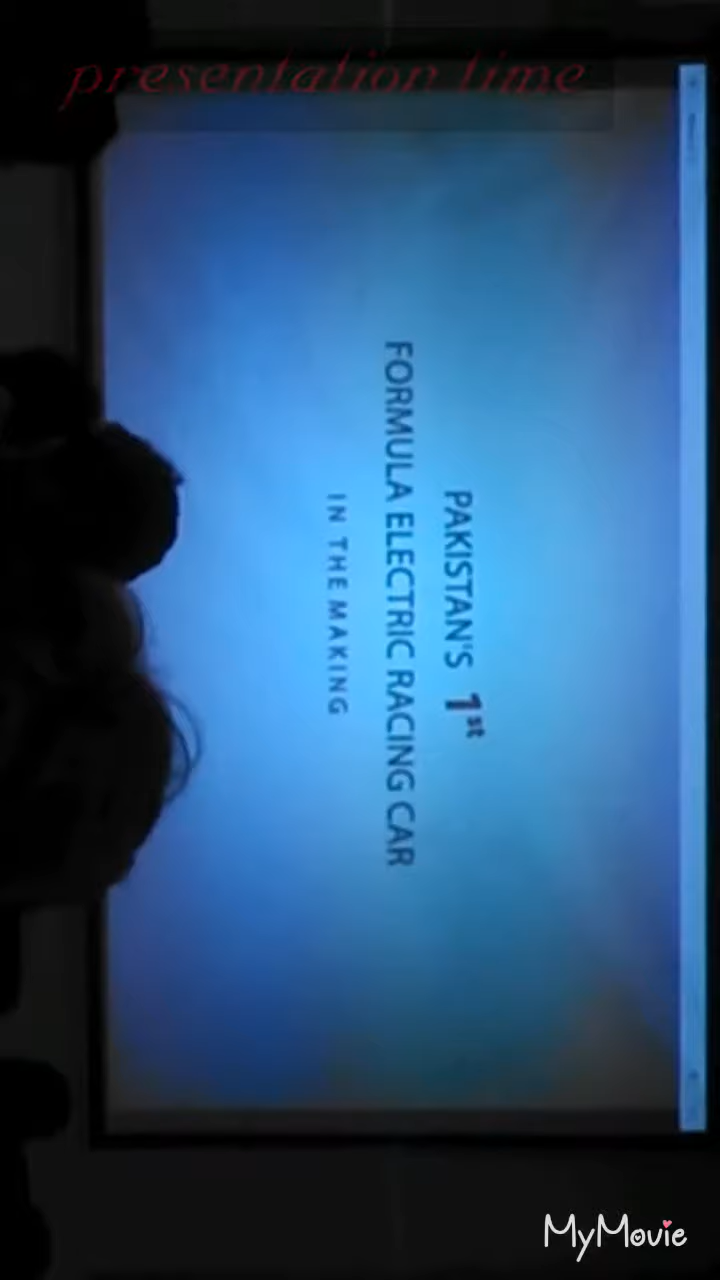 presentation time
PAKISTAN'S 1st
FORMULA ELECTRIC RACING CAR
IN THE MAKING
MyMovie